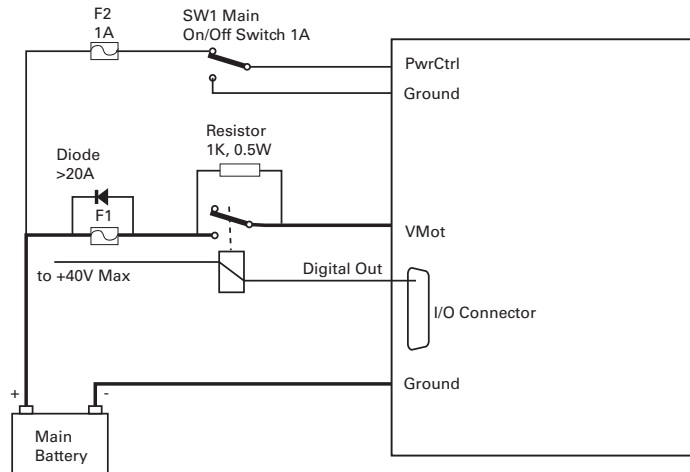 F2
1A
SW1 Main
On/Off Switch 1A
PwrCtrl
Ground
Resistor
1K, 0.5W
Diode
>20A
F1
VMot
to +40V Max
Digital Out
I/O Connector
Ground
+
-
Main
Battery